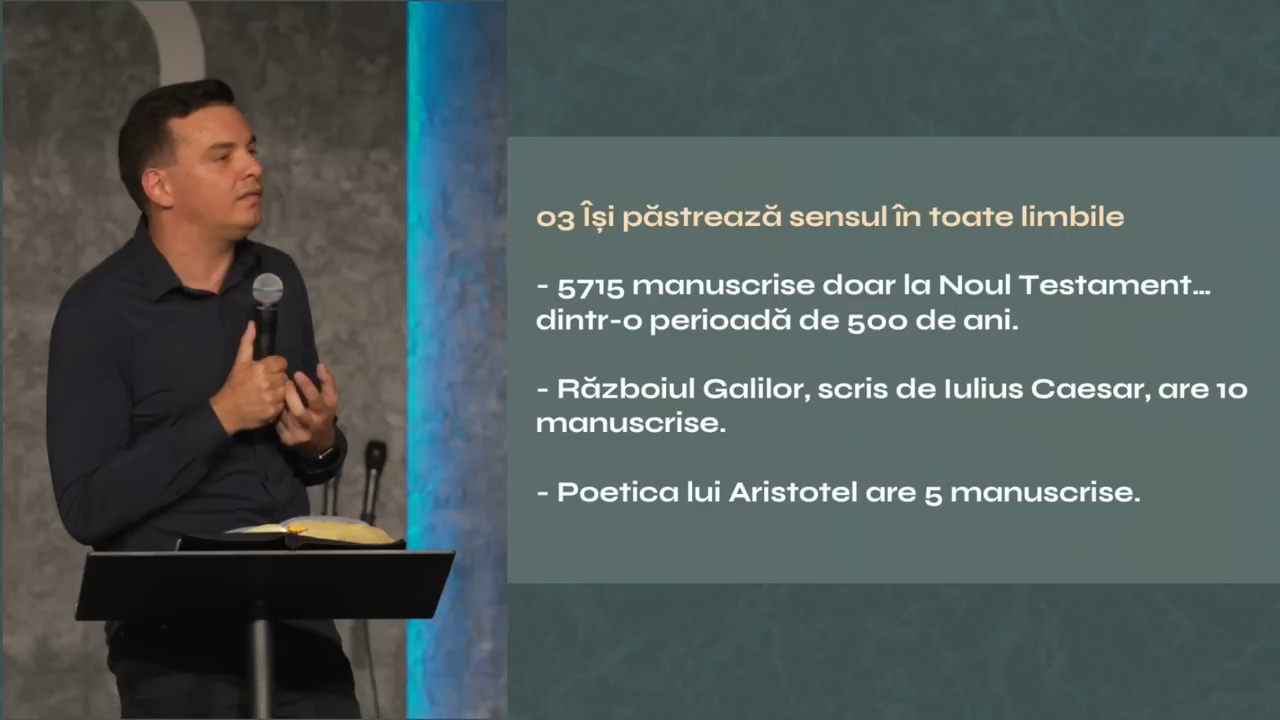 03 Își păstrează sensul în toate limbile
- 5715 manuscrise doar la Noul Testament...
dintr-o perioadă de 500 de ani.
- Războiul Galilor, scris de Iulius Caesar, are 10
manuscrise.
- Poetica lui Aristotel are 5 manuscrise.